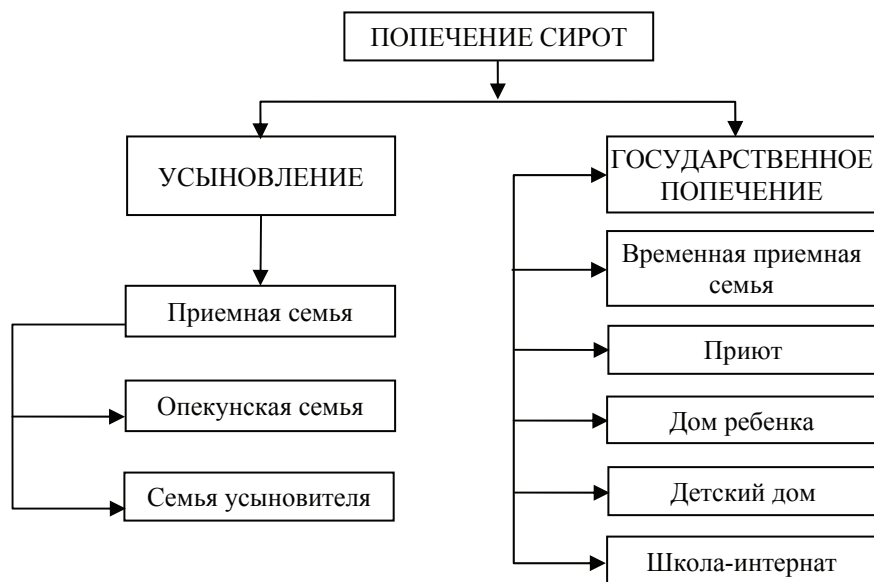 ПОПЕЧЕНИЕ СИРОТ
УСЫНОВЛЕНИЕ
Приемная семья
Опекунская семья
Семья усыновителя
ГОСУДАРСТВЕННОЕ
ПОПЕЧЕНИЕ
Временная приемная
семья
Приют
Дом ребенка
Детский дом
Школа-интернат